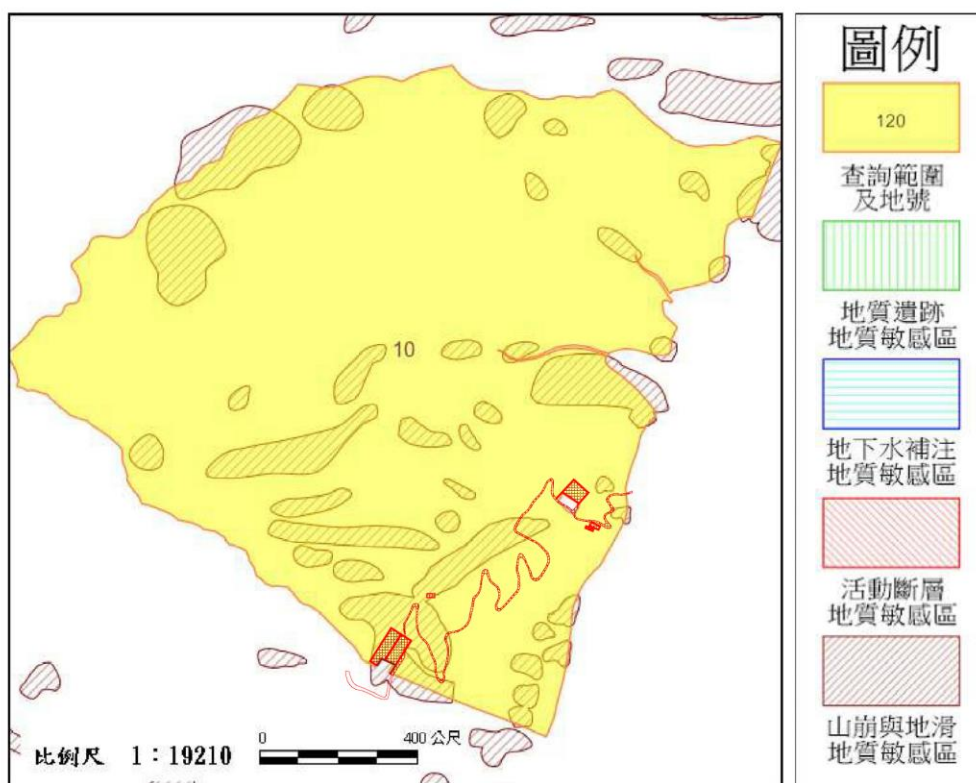 10
比例尺 1：19210
0
400 公尺
圖例
120
查詢範圍
及地號
地質遺跡
地質敏感區
地下水補注
地質敏感區
活動斷層
地質敏感區
山崩與地滑
地質敏感區